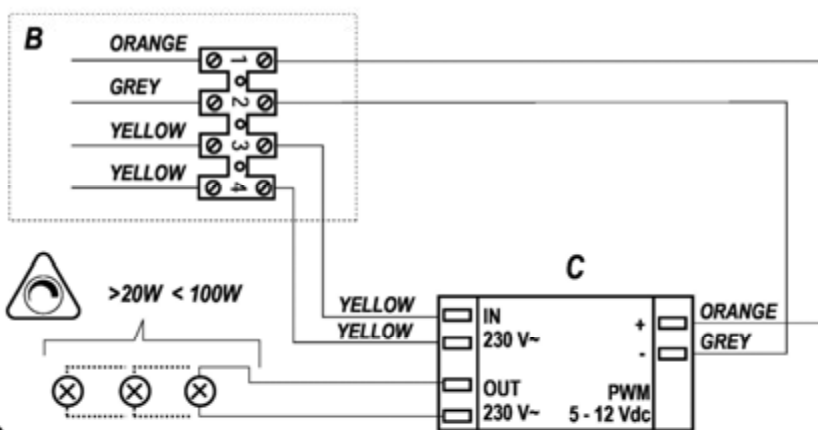 B
ORANGE
1
GREY
2
YELLOW
3
YELLOW
4
C
>20W < 100W
YELLOW
IN
+
ORANGE
YELLOW
230 V~
-
GREY
OUT
PWM
230 V~
5 - 12 Vdc